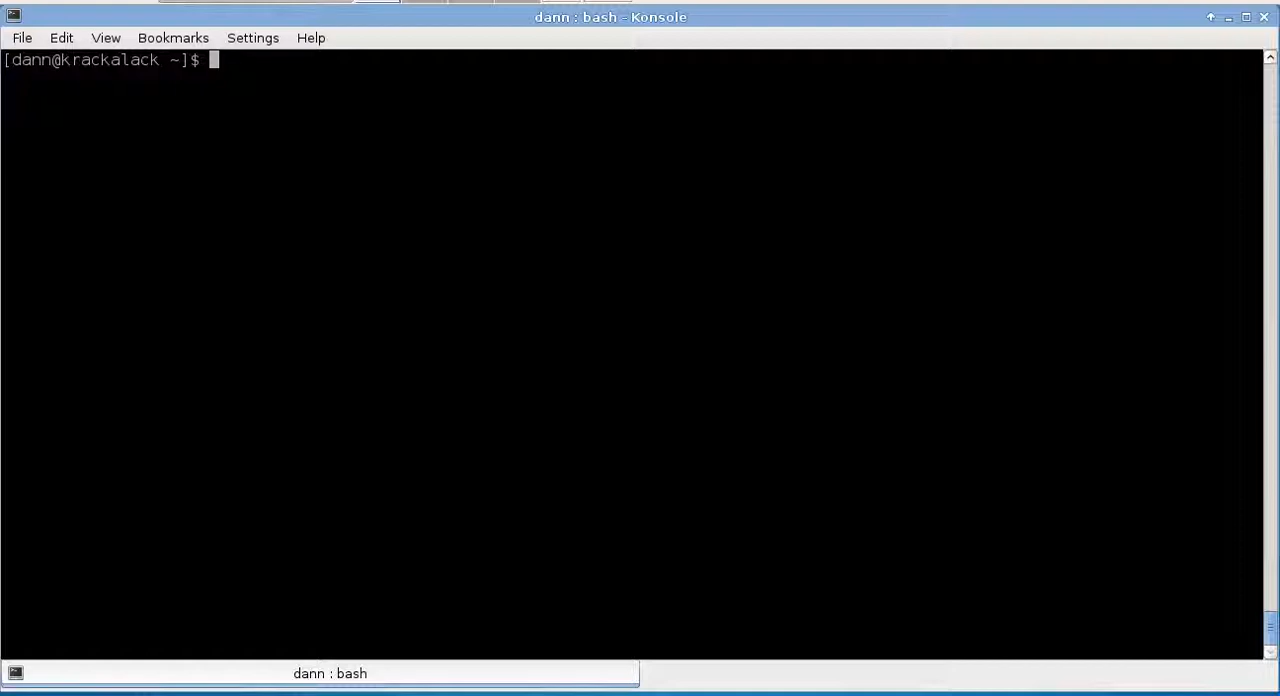 dann : bash - Konsole
File Edit View Bookmarks Settings Help
[dann@krackalack ~]$
dann : bash